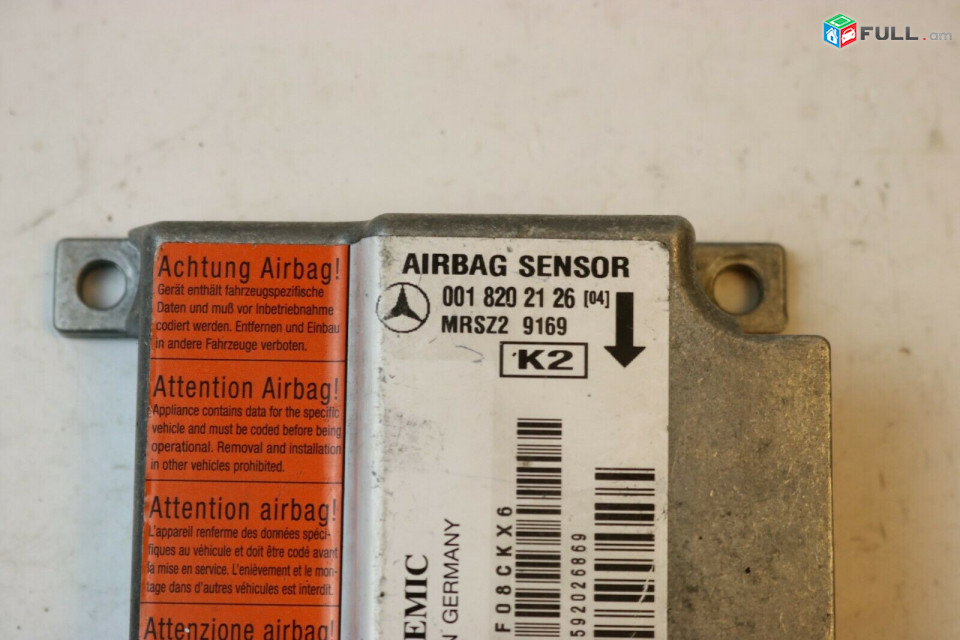 FULL.am
Achtung Airbag!
Gerät enthält fahrzeugspezifische
Daten und muß vor Inbetriebnahme
codiert werden. Entfernen und Einbau
in andere Fahrzeuge verboten.
Attention Airbag!
Appliance contains data for the specific
vehicle and must be coded before being
operational. Removal and installation
in other vehicles prohibited.
Attention airbag!
L'appareil renferme des données spéci-
fiques au véhicule et doit être codé avant
la mise en service. L'enièvement et le mon-
tage dans d'autres véhicules est interdit.
Attenzione airbag!
AIRBAG SENSOR
001 820 21 26 [04]
MRSZ2 9169
K2
EMIC
GERMANY
F08CKX6
592026869